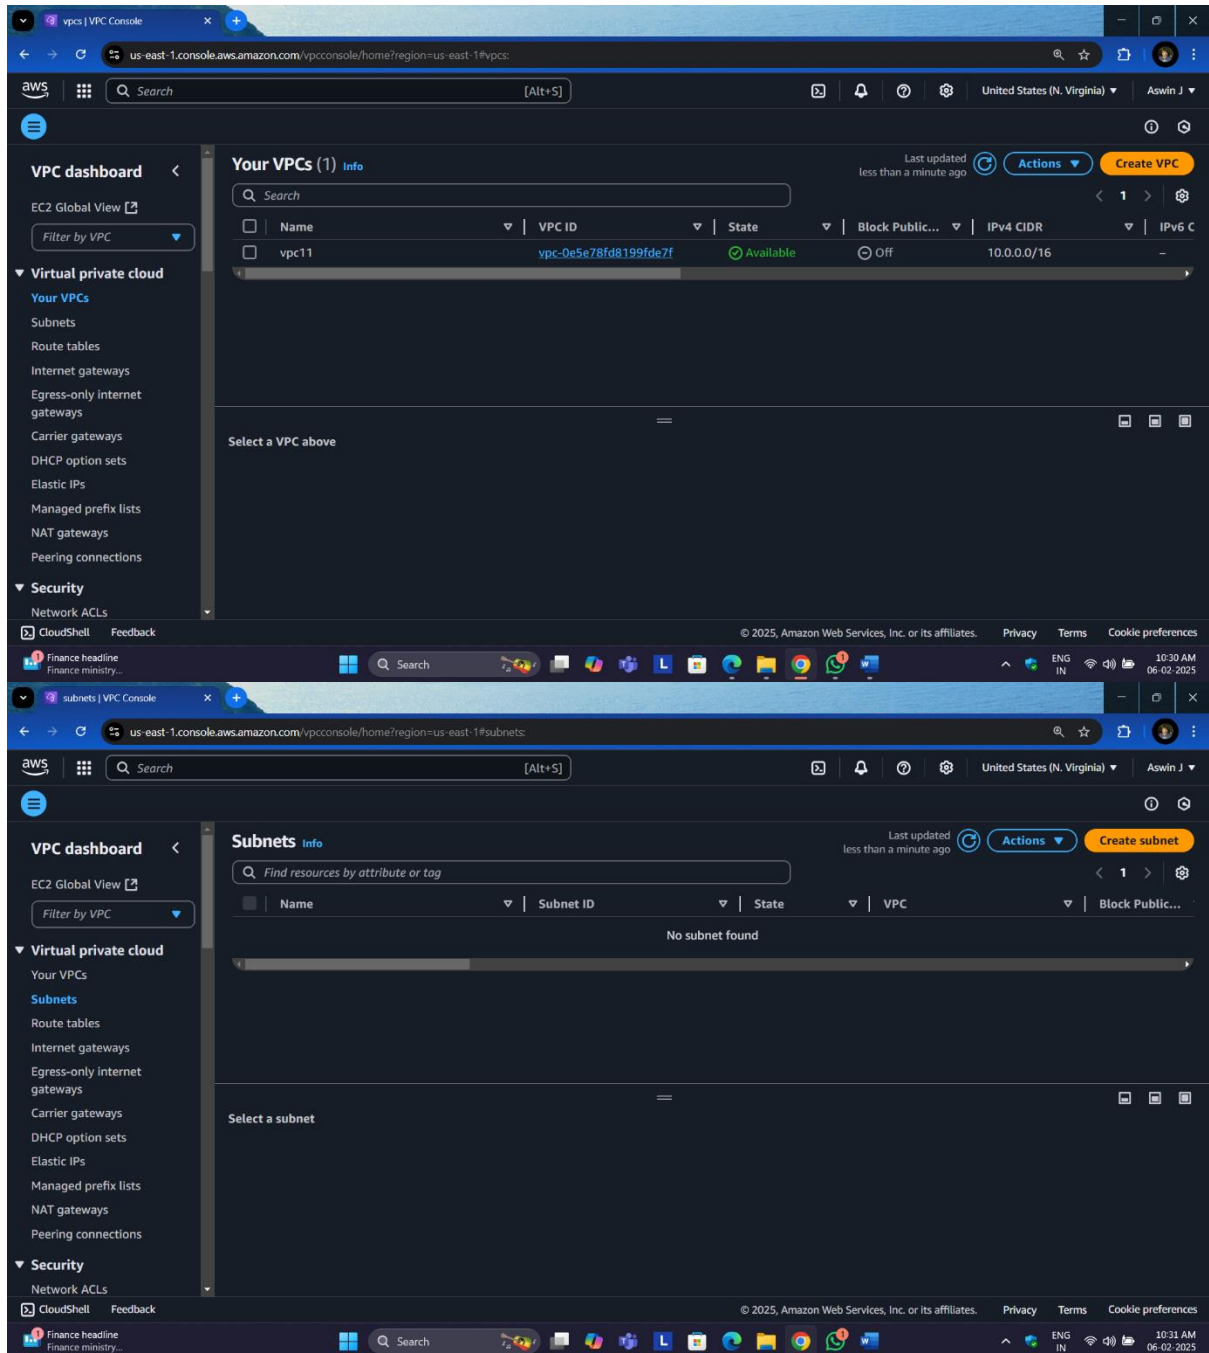 vpcs | VPC Console
us-east-1.console.aws.amazon.com/vpcconsole/home?region=us-east-1#vpcs:
aws
Search
[Alt+S]
United States (N. Virginia)
Aswin J
VPC dashboard
EC2 Global View
Filter by VPC
Virtual private cloud
Your VPCs
Subnets
Route tables
Internet gateways
Egress-only internet
gateways
Carrier gateways
DHCP option sets
Elastic IPs
Managed prefix lists
NAT gateways
Peering connections
Security
Network ACLs
Your VPCs (1) Info
Last updated
less than a minute ago
Actions
Create VPC
Search
1
Name VPC ID State Block Public... IPv4 CIDR IPv6 C
vpc11 vpc-0e5e78fd8199fde7f Available Off 10.0.0.0/16 –
Select a VPC above
CloudShell Feedback © 2025, Amazon Web Services, Inc. or its affiliates. Privacy Terms Cookie preferences
1
Finance headline
Finance ministry...
Search
L
1
W
ENG
IN
10:30 AM
06-02-2025
subnets | VPC Console
us-east-1.console.aws.amazon.com/vpcconsole/home?region=us-east-1#subnets:
aws
Search
[Alt+S]
United States (N. Virginia)
Aswin J
VPC dashboard
EC2 Global View
Filter by VPC
Virtual private cloud
Your VPCs
Subnets
Route tables
Internet gateways
Egress-only internet
gateways
Carrier gateways
DHCP option sets
Elastic IPs
Managed prefix lists
NAT gateways
Peering connections
Security
Network ACLs
Subnets Info
Last updated
less than a minute ago
Actions
Create subnet
Find resources by attribute or tag
1
Name Subnet ID State VPC Block Public...
No subnet found
Select a subnet
CloudShell Feedback © 2025, Amazon Web Services, Inc. or its affiliates. Privacy Terms Cookie preferences
1
Finance headline
Finance ministry...
Search
L
1
W
ENG
IN
10:31 AM
06-02-2025